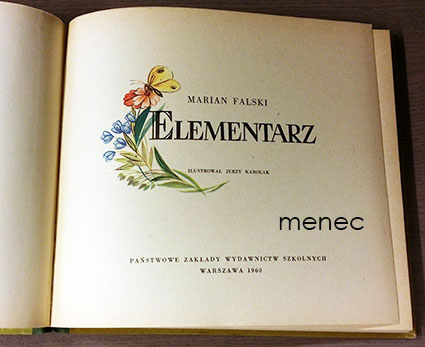 MARIAN FALSKI
ELEMENTARZ
ILUSTROWAŁ JERZY KAROLAK
menec
PAŃSTWOWE ZAKŁADY WYDAWNICTW SZKOLNYCH
WARSZAWA 1960